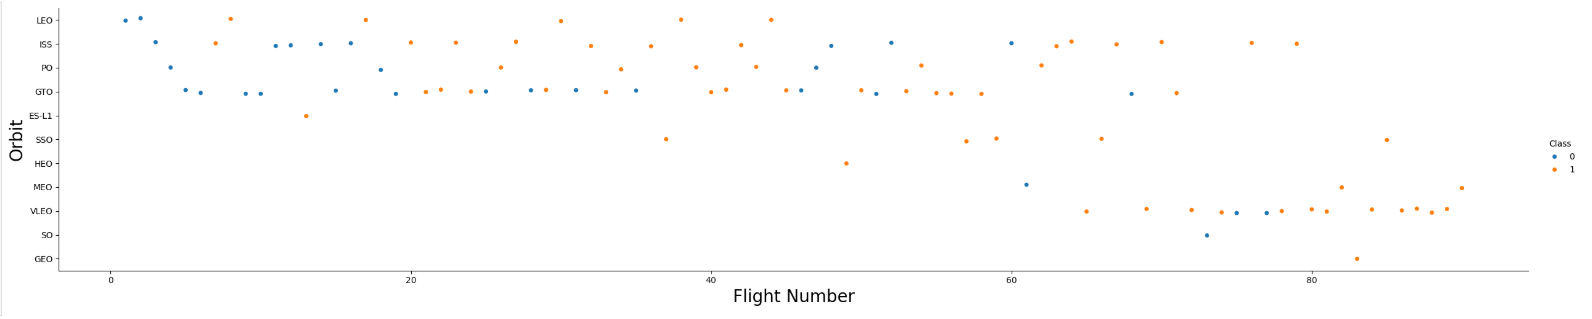 LEO
ISS
PO
GTO
ES-L1
SSO
HEO
MEO
VLEO
SO
GEO
Orbit
0 20 40 60 80
Flight Number
Class
0
1